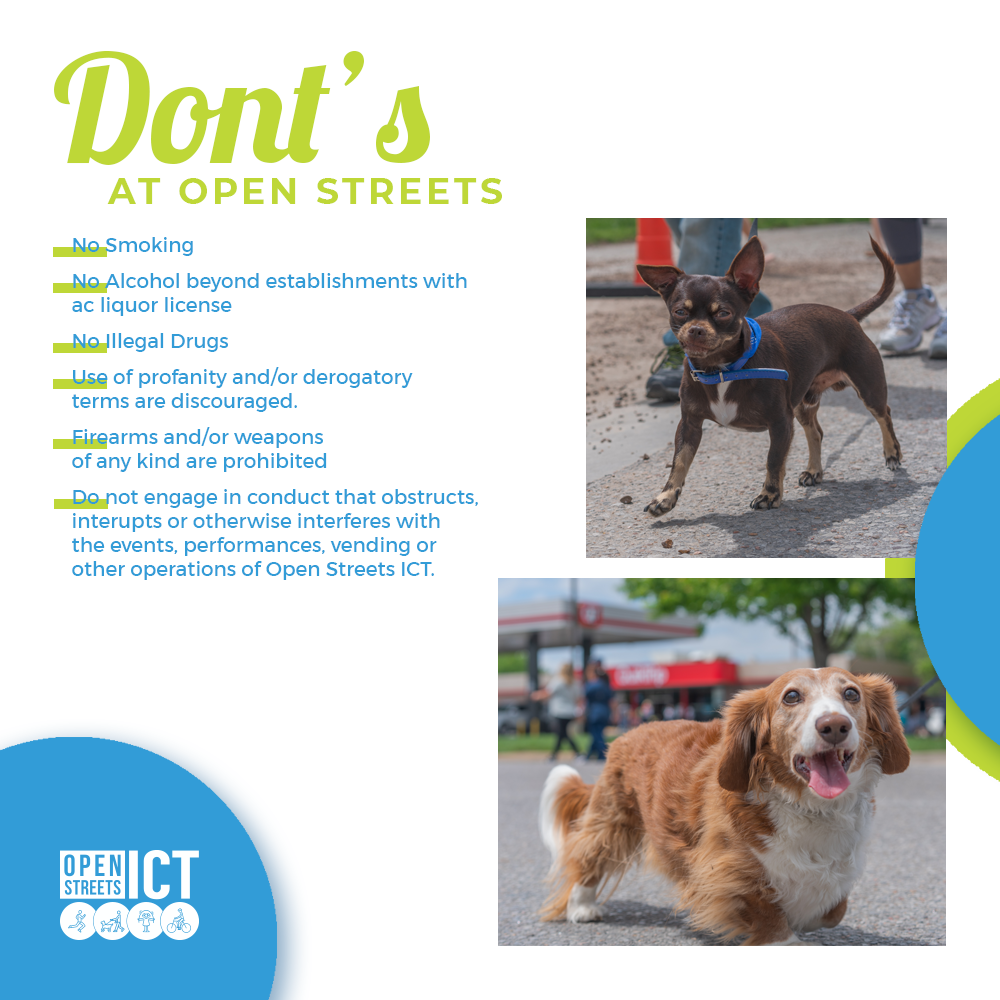 Dont's
AT OPEN STREETS
No Smoking
No Alcohol beyond establishments with
ac liquor license
No Illegal Drugs
Use of profanity and/or derogatory
terms are discouraged.
Firearms and/or weapons
of any kind are prohibited
Do not engage in conduct that obstructs,
interupts or otherwise interferes with
the events, performances, vending or
other operations of Open Streets ICT.
OPEN
STREETS
ICT